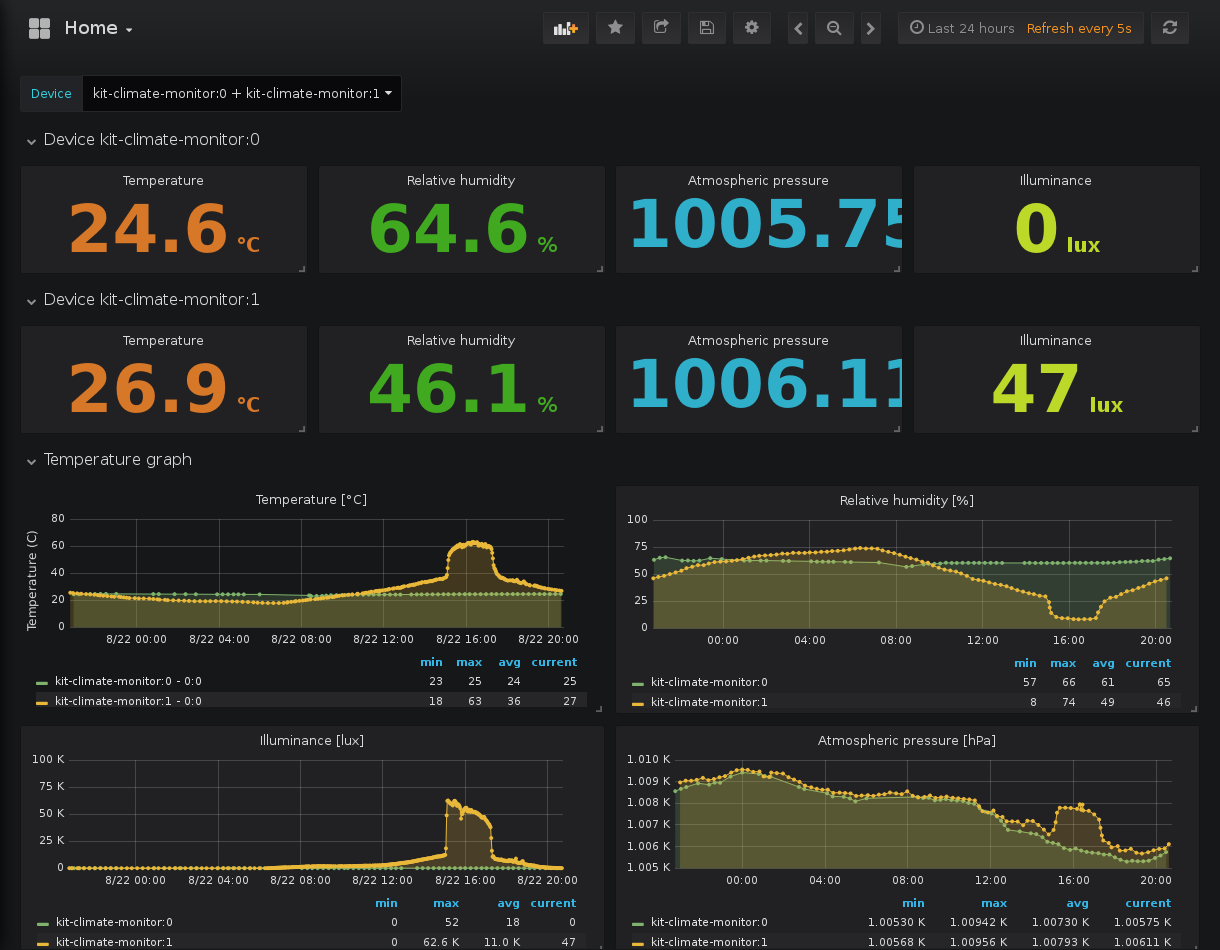 Home
Last 24 hours Refresh every 5s
Device kit-climate-monitor:0 + kit-climate-monitor:1
Device kit-climate-monitor:0
Temperature
24.6 °C
Relative humidity
64.6 %
Atmospheric pressure
1005.75
Illuminance
0 lux
Device kit-climate-monitor:1
Temperature
26.9 °C
Relative humidity
46.1 %
Atmospheric pressure
1006.11
Illuminance
47 lux
Temperature graph
Temperature [°C]
Temperature (C)
80
60
40
20
0
8/22 00:00 8/22 04:00 8/22 08:00 8/22 12:00 8/22 16:00 8/22 20:00
min max avg current
kit-climate-monitor:0 - 0:0 23 25 24 25
kit-climate-monitor:1 - 0:0 18 63 36 27
Relative humidity [%]
100
75
50
25
0
00:00 04:00 08:00 12:00 16:00 20:00
min max avg current
kit-climate-monitor:0 57 66 61 65
kit-climate-monitor:1 8 74 49 46
Illuminance [lux]
100 K
75 K
50 K
25 K
0
8/22 00:00 8/22 04:00 8/22 08:00 8/22 12:00 8/22 16:00 8/22 20:00
min max avg current
kit-climate-monitor:0 0 52 18 0
kit-climate-monitor:1 0 62.6 K 11.0 K 47
Atmospheric pressure [hPa]
1.010 K
1.009 K
1.008 K
1.007 K
1.006 K
1.005 K
00:00 04:00 08:00 12:00 16:00 20:00
min max avg current
kit-climate-monitor:0 1.00530 K 1.00942 K 1.00730 K 1.00575 K
kit-climate-monitor:1 1.00568 K 1.00956 K 1.00793 K 1.00611 K